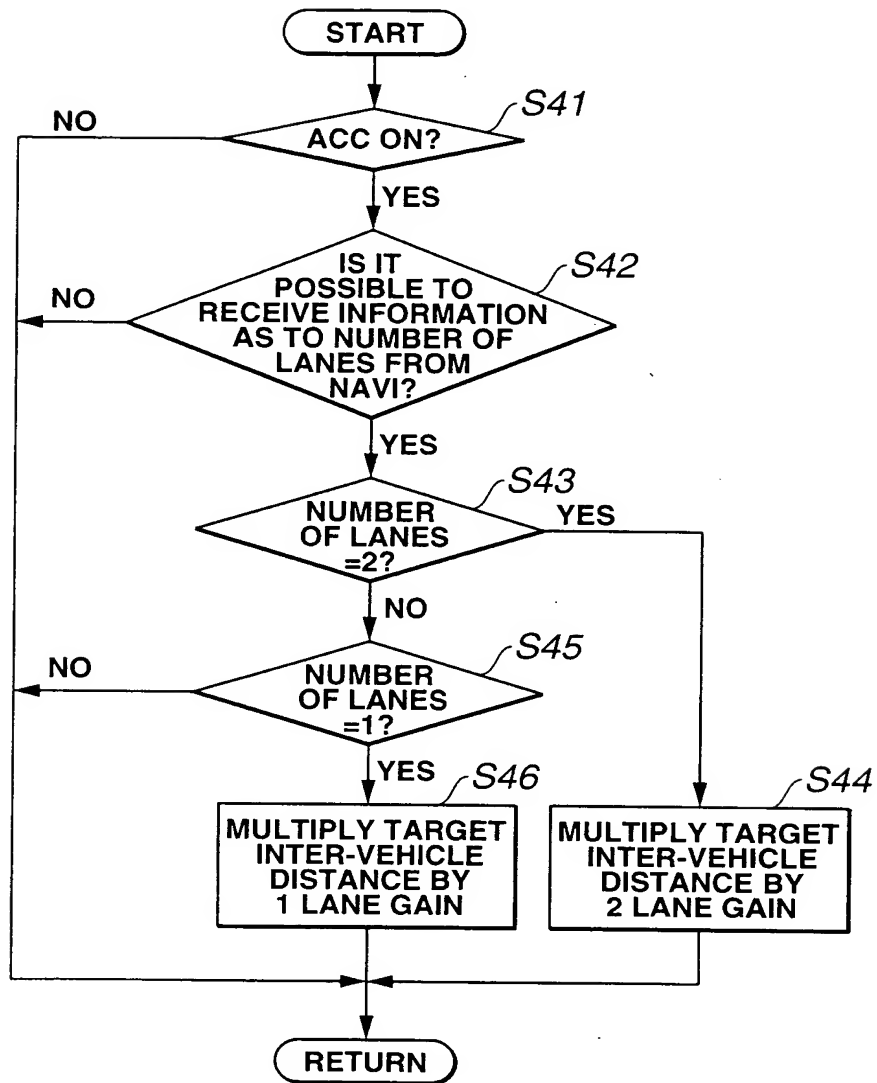 START
S41
NO
ACC ON?
YES
S42
NO
IS IT
POSSIBLE TO
RECEIVE INFORMATION
AS TO NUMBER OF
LANES FROM
NAVI?
YES
S43
NUMBER
OF LANES
=2?
YES
NO
S45
NO
NUMBER
OF LANES
=1?
YES
S46
MULTIPLY TARGET
INTER-VEHICLE
DISTANCE BY
1 LANE GAIN
S44
MULTIPLY TARGET
INTER-VEHICLE
DISTANCE BY
2 LANE GAIN
RETURN